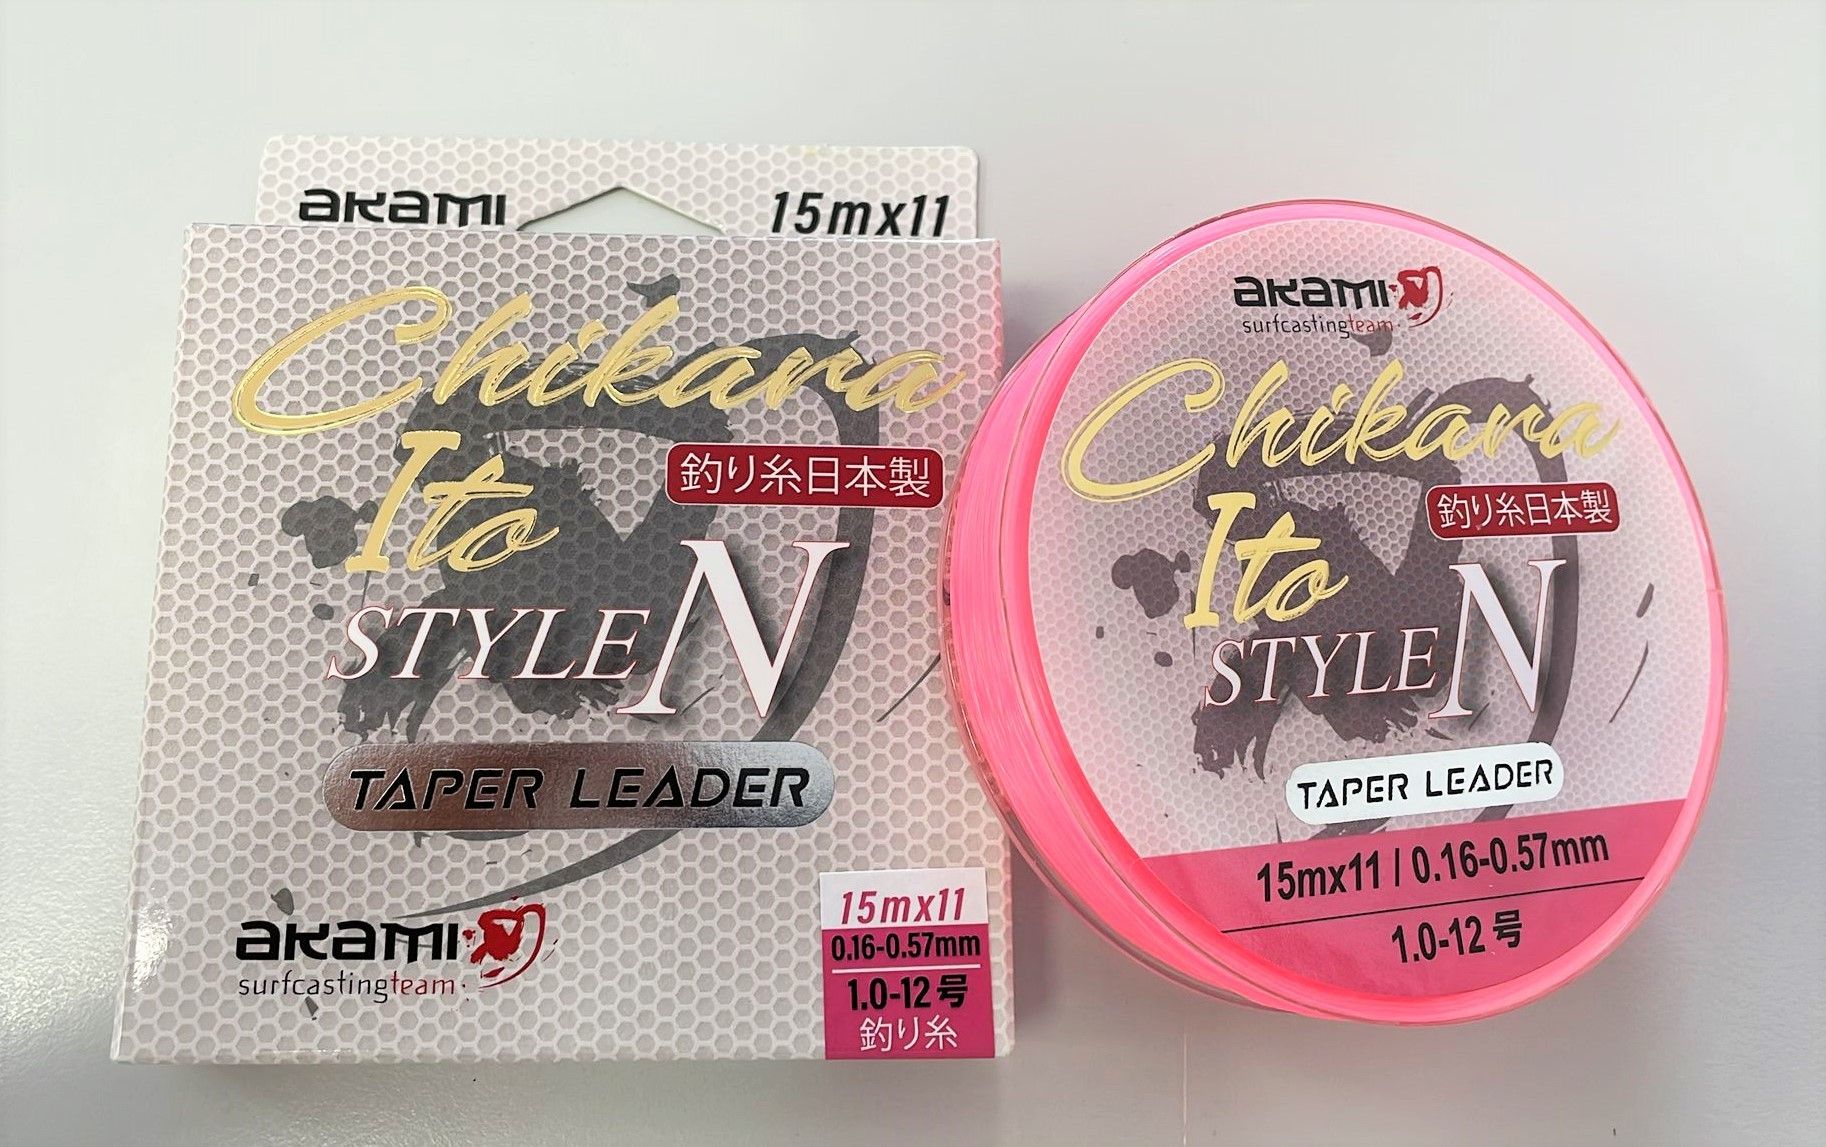 akami 15mx11
Chikara
Ito
釣り糸日本製
STYLE N
TAPER LEADER
akami
surfcastingteam
15mx11
0.16-0.57mm
1.0-12号
釣り糸
akami
surfcastingteam
Chikara
Ito
釣り糸日本製
STYLE N
TAPER LEADER
15mx11 / 0.16-0.57mm
1.0-12 号